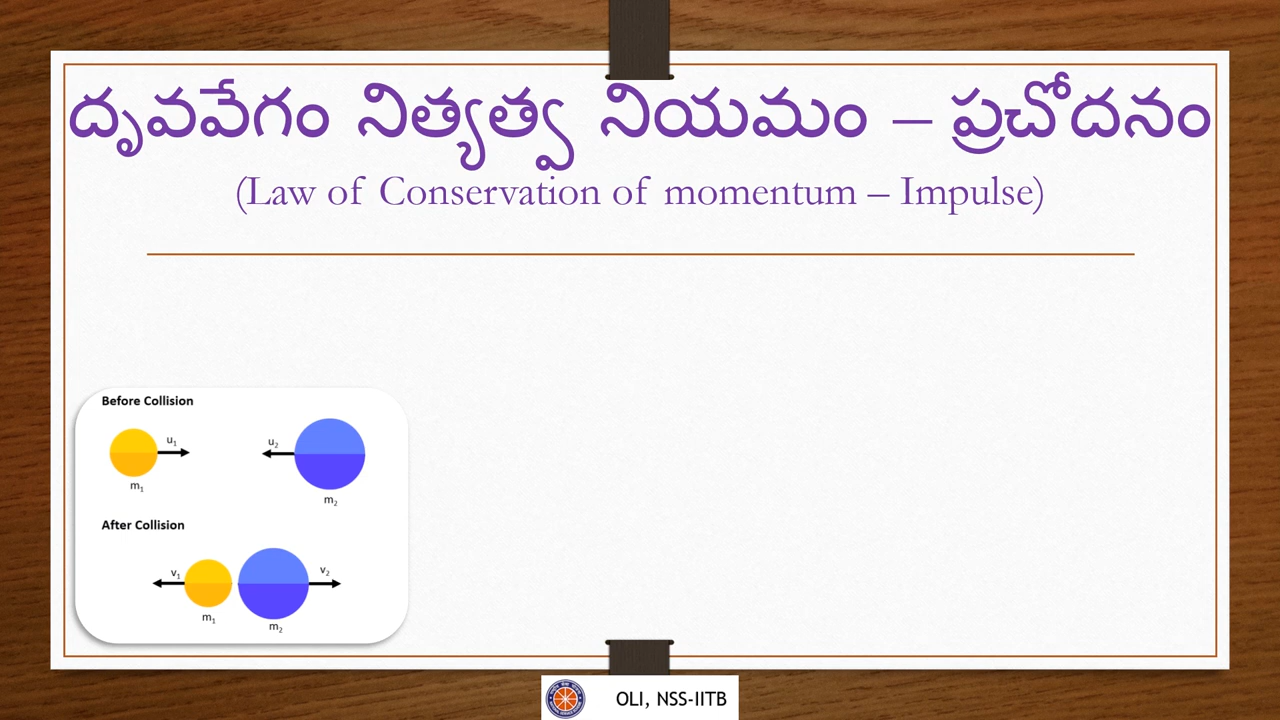 దృవవేగం నిత్యత్వ నియమం – ప్రచోదనం
(Law of Conservation of momentum – Impulse)
Before Collision
u₁
u₂
m₁
m₂
After Collision
v₁
v₂
m₁
m₂
OLI, NSS-IITB